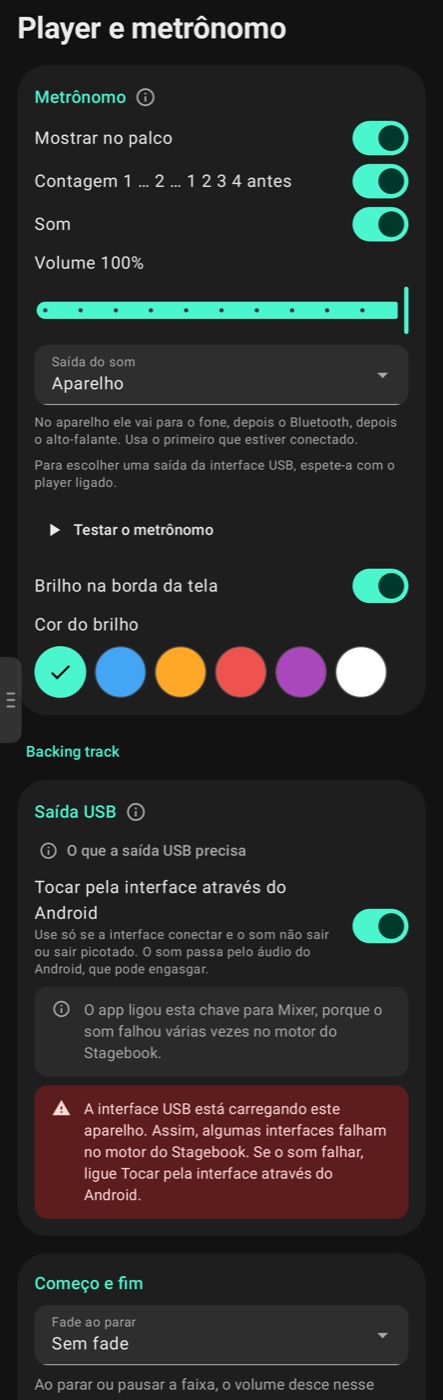 Player e metrônomo
Metrônomo
Mostrar no palco
Contagem 1 ... 2 ... 1 2 3 4 antes
Som
Volume 100%
Saída do som
Aparelho
No aparelho ele vai para o fone, depois o Bluetooth, depois
o alto-falante. Usa o primeiro que estiver conectado.
Para escolher uma saída da interface USB, espete-a com o
player ligado.
Testar o metrônomo
Brilho na borda da tela
Cor do brilho
Backing track
Saída USB
O que a saída USB precisa
Tocar pela interface através do
Android
Use só se a interface conectar e o som não sair
ou sair picotado. O som passa pelo áudio do
Android, que pode engasgar.
O app ligou esta chave para Mixer, porque o
som falhou várias vezes no motor do
Stagebook.
A interface USB está carregando este
aparelho. Assim, algumas interfaces falham
no motor do Stagebook. Se o som falhar,
ligue Tocar pela interface através do
Android.
Começo e fim
Fade ao parar
Sem fade
Ao parar ou pausar a faixa, o volume desce nesse